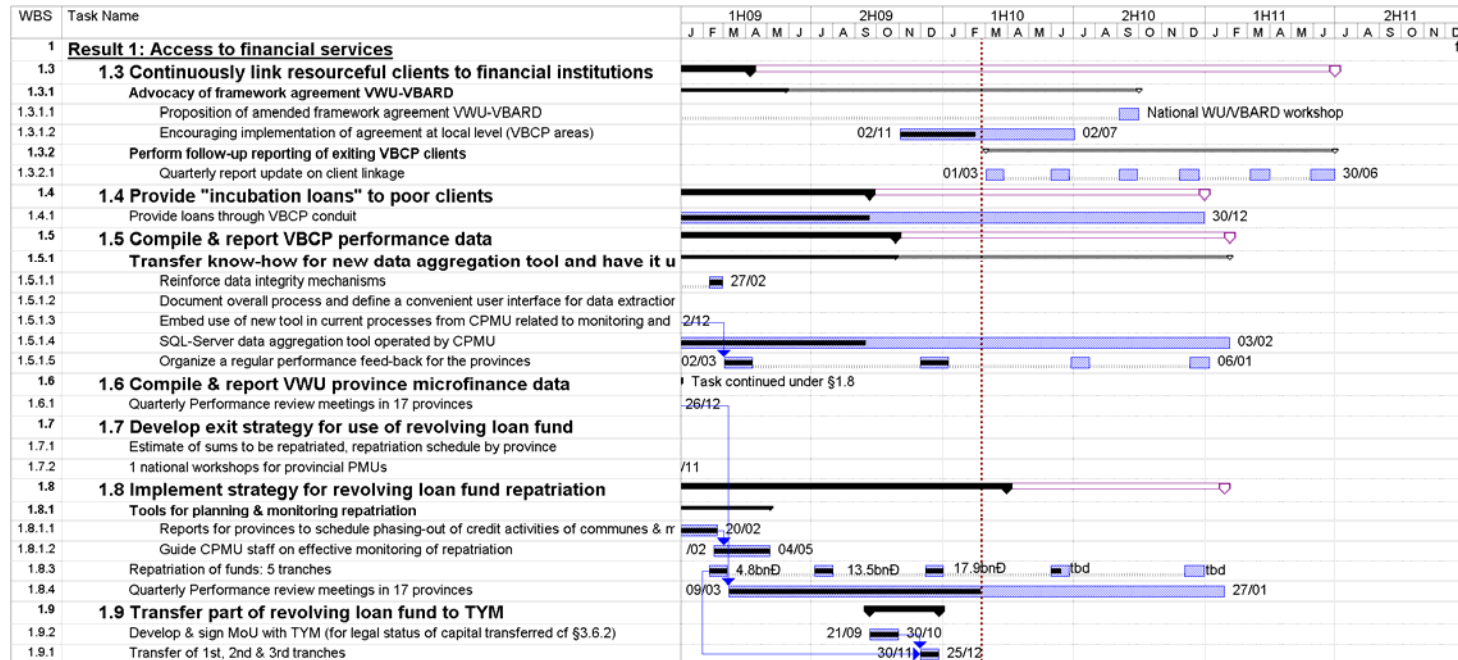 WBS Task Name 1H09 2H09 1H10 2H10 1H11 2H11
J F M A M J J A S O N D J F M A M J J A S O N D J F M A M J J A S O N D
1 Result 1: Access to financial services
1.3 1.3 Continuously link resourceful clients to financial institutions
1.3.1 Advocacy of framework agreement VWU-VBARD
1.3.1.1 Proposition of amended framework agreement VWU-VBARD National WU/VBARD workshop
1.3.1.2 Encouraging implementation of agreement at local level (VBCP areas) 02/11 02/07
1.3.2 Perform follow-up reporting of exiting VBCP clients
1.3.2.1 Quarterly report update on client linkage 01/03 30/06
1.4 1.4 Provide "incubation loans" to poor clients
1.4.1 Provide loans through VBCP conduit 30/12
1.5 1.5 Compile & report VBCP performance data
1.5.1 Transfer know-how for new data aggregation tool and have it u
1.5.1.1 Reinforce data integrity mechanisms 27/02
1.5.1.2 Document overall process and define a convenient user interface for data extraction
1.5.1.3 Embed use of new tool in current processes from CPMU related to monitoring and 2/12
1.5.1.4 SQL-Server data aggregation tool operated by CPMU 03/02
1.5.1.5 Organize a regular performance feed-back for the provinces 02/03 06/01
1.6 1.6 Compile & report VWU province microfinance data Task continued under §1.8
1.6.1 Quarterly Performance review meetings in 17 provinces 26/12
1.7 1.7 Develop exit strategy for use of revolving loan fund
1.7.1 Estimate of sums to be repatriated, repatriation schedule by province
1.7.2 1 national workshops for provincial PMUs /11
1.8 1.8 Implement strategy for revolving loan fund repatriation
1.8.1 Tools for planning & monitoring repatriation
1.8.1.1 Reports for provinces to schedule phasing-out of credit activities of communes & m 20/02
1.8.1.2 Guide CPMU staff on effective monitoring of repatriation /02 04/05
1.8.3 Repatriation of funds: 5 tranches 4.8bnĐ 13.5bnĐ 17.9bnĐ tbd tbd
1.8.4 Quarterly Performance review meetings in 17 provinces 09/03 27/01
1.9 1.9 Transfer part of revolving loan fund to TYM
1.9.2 Develop & sign MoU with TYM (for legal status of capital transferred cf §3.6.2) 21/09 30/10
1.9.1 Transfer of 1st, 2nd & 3rd tranches 30/11 25/12